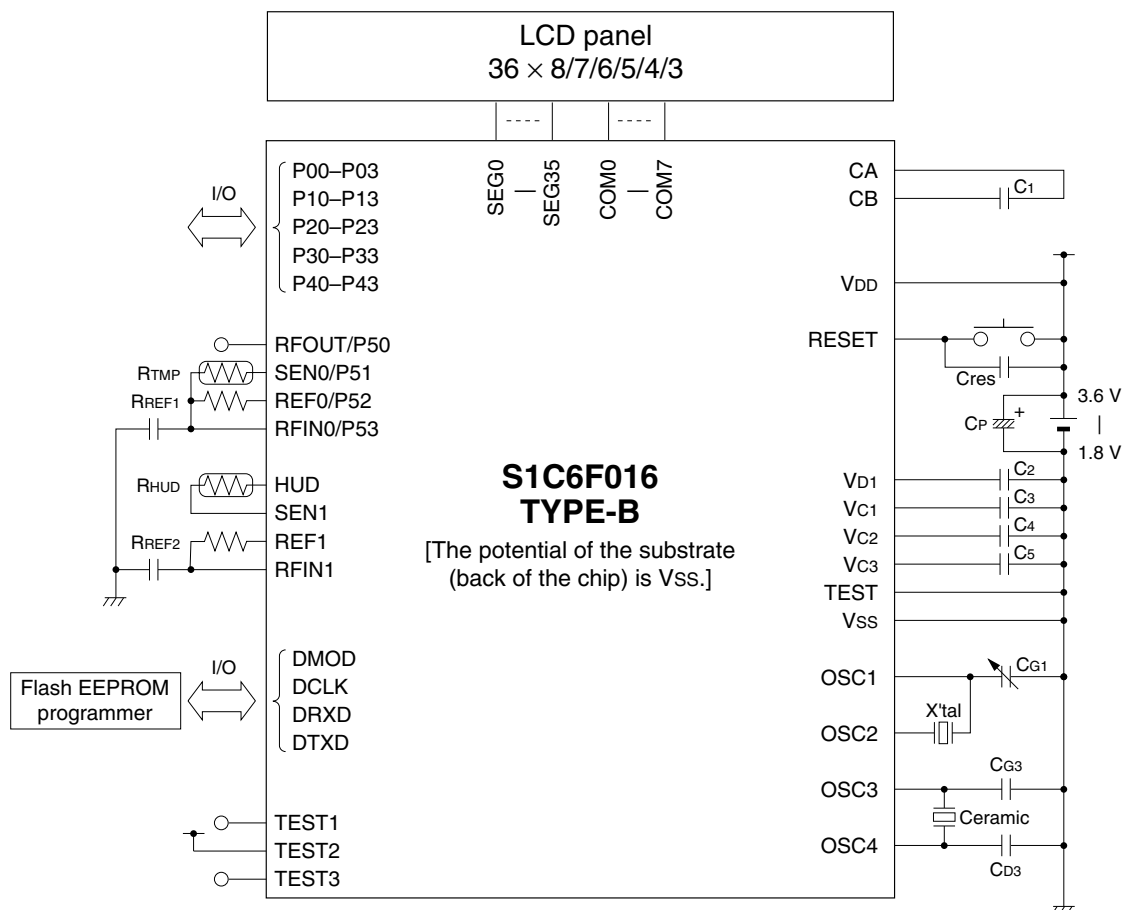 LCD panel
36 × 8/7/6/5/4/3
SEG0
SEG35
COM0
COM7
I/O
P00–P03
P10–P13
P20–P23
P30–P33
P40–P43
RFOUT/P50
RTMP
SEN0/P51
RREF1
REF0/P52
RFIN0/P53
RHUD
HUD
SEN1
RREF2
REF1
RFIN1
I/O
Flash EEPROM
programmer
DMOD
DCLK
DRXD
DTXD
TEST1
TEST2
TEST3
S1C6F016
TYPE-B
[The potential of the substrate
(back of the chip) is VSS.]
CA
CB
C1
VDD
RESET
Cres
CP
+
3.6 V
|
1.8 V
VD1
C2
VC1
C3
VC2
C4
VC3
C5
TEST
VSS
OSC1
CG1
X'tal
OSC2
OSC3
CG3
Ceramic
OSC4
CD3